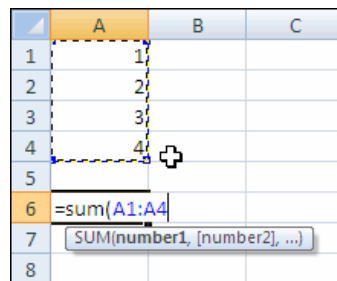 A B C
1 1
2 2
3 3
4 4
5
6 =sum(A1:A4
7 SUM(number1, [number2], ...)
8